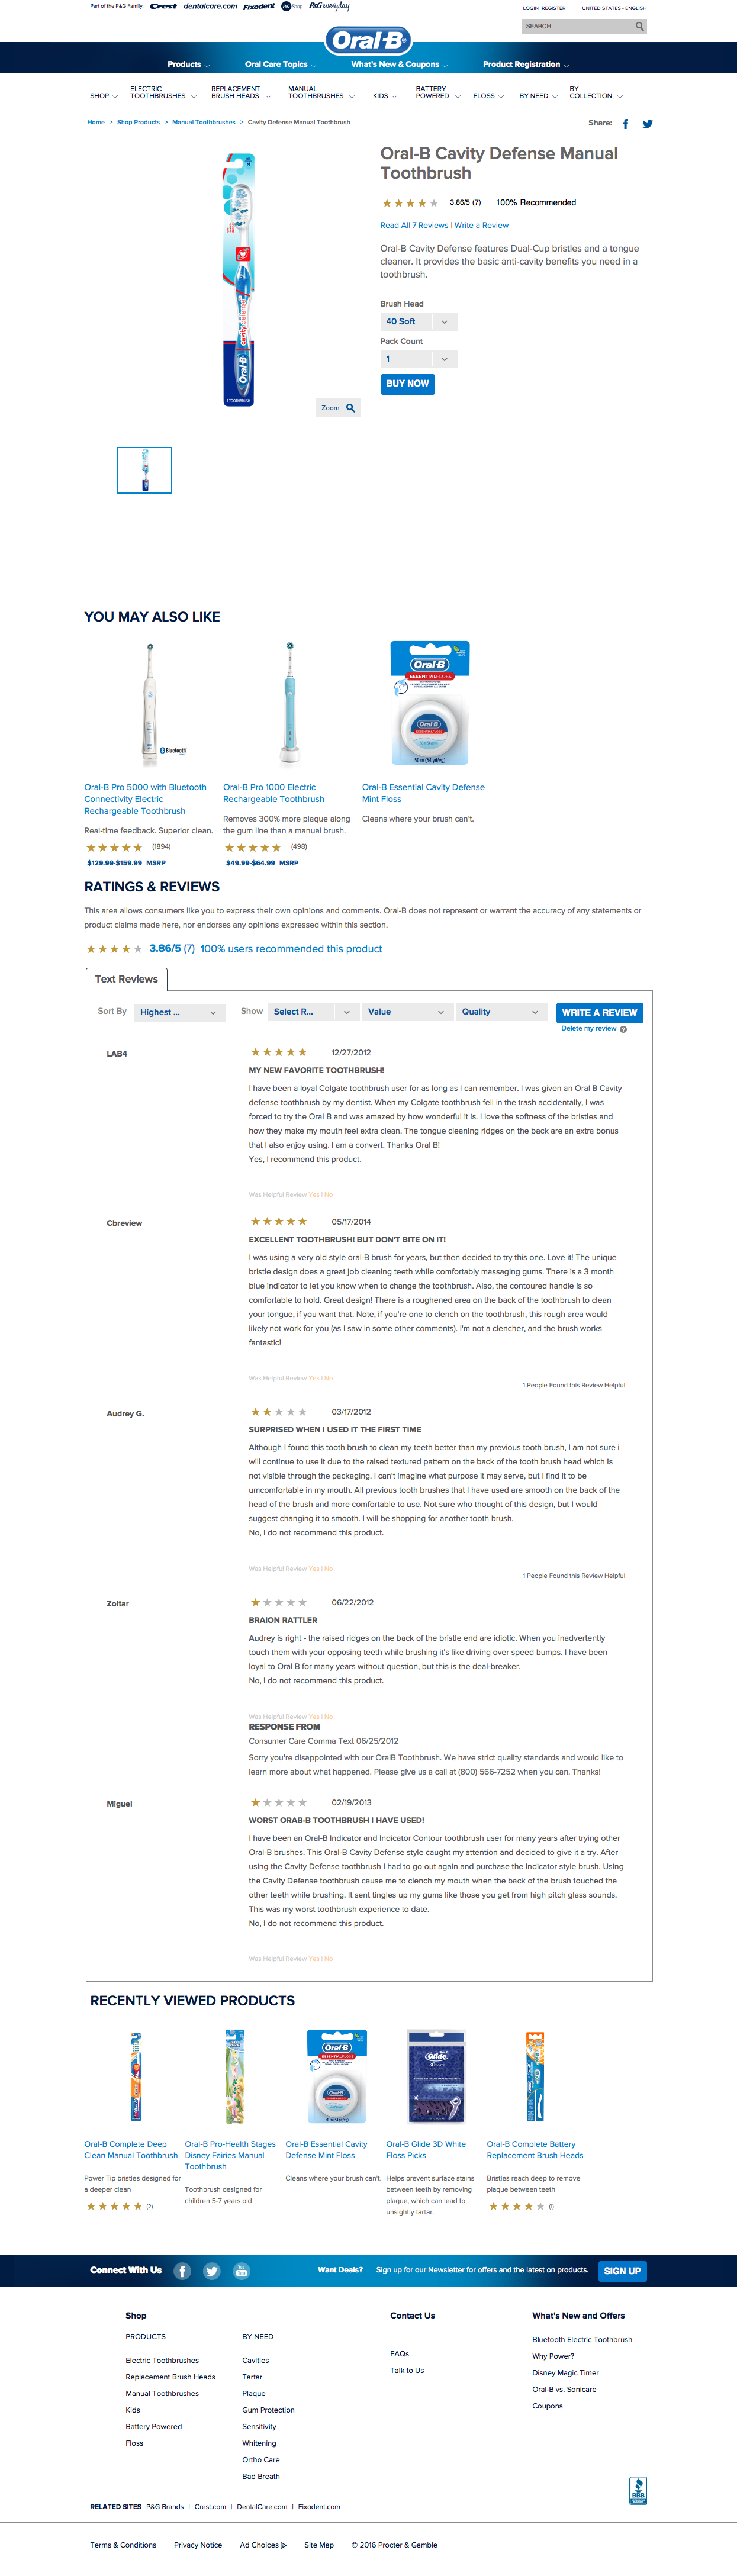 Part of the P&G Family: Crest dentalcare.com Fixodent P&G Shop P&G everyday
LOGIN | REGISTER UNITED STATES - ENGLISH
SEARCH
Oral-B
Products Oral Care Topics What's New & Coupons Product Registration
SHOP ELECTRIC TOOTHBRUSHES REPLACEMENT BRUSH HEADS MANUAL TOOTHBRUSHES KIDS BATTERY POWERED FLOSS BY NEED BY COLLECTION
Home > Shop Products > Manual Toothbrushes > Cavity Defense Manual Toothbrush
Share:
Oral-B Cavity Defense Manual
Toothbrush
3.86/5 (7) 100% Recommended
Read All 7 Reviews | Write a Review
Oral-B Cavity Defense features Dual-Cup bristles and a tongue
cleaner. It provides the basic anti-cavity benefits you need in a
toothbrush.
Brush Head
40 Soft
Pack Count
1
BUY NOW
cavitydefense
Oral-B
1 TOOTHBRUSH
Zoom
YOU MAY ALSO LIKE
Bluetooth
Oral-B
ESSENTIALFLOSS
Oral-B
50 m (54 yd)
Oral-B Pro 5000 with Bluetooth
Connectivity Electric
Rechargeable Toothbrush
Real-time feedback. Superior clean.
(1894)
$129.99-$159.99 MSRP
Oral-B Pro 1000 Electric
Rechargeable Toothbrush
Removes 300% more plaque along
the gum line than a manual brush.
(498)
$49.99-$64.99 MSRP
Oral-B Essential Cavity Defense
Mint Floss
Cleans where your brush can't.
RATINGS & REVIEWS
This area allows consumers like you to express their own opinions and comments. Oral-B does not represent or warrant the accuracy of any statements or
product claims made here, nor endorses any opinions expressed within this section.
3.86/5 (7) 100% users recommended this product
Text Reviews
Sort By Highest ... Show Select R... Value Quality WRITE A REVIEW
Delete my review ?
LAB4
12/27/2012
MY NEW FAVORITE TOOTHBRUSH!
I have been a loyal Colgate toothbrush user for as long as I can remember. I was given an Oral B Cavity
defense toothbrush by my dentist. When my Colgate toothbrush fell in the trash accidentally, I was
forced to try the Oral B and was amazed by how wonderful it is. I love the softness of the bristles and
how they make my mouth feel extra clean. The tongue cleaning ridges on the back are an extra bonus
that I also enjoy using. I am a convert. Thanks Oral B!
Yes, I recommend this product.
Was Helpful Review Yes | No
Cbreview
05/17/2014
EXCELLENT TOOTHBRUSH! BUT DON'T BITE ON IT!
I was using a very old style oral-B brush for years, but then decided to try this one. Love it! The unique
bristle design does a great job cleaning teeth while comfortably massaging gums. There is a 3 month
blue indicator to let you know when to change the toothbrush. Also, the contoured handle is so
comfortable to hold. Great design! There is a roughened area on the back of the toothbrush to clean
your tongue, if you want that. Note, if you're one to clench on the toothbrush, this rough area would
likely not work for you (as I saw in some other comments). I'm not a clencher, and the brush works
fantastic!
Was Helpful Review Yes | No
1 People Found this Review Helpful
Audrey G.
03/17/2012
SURPRISED WHEN I USED IT THE FIRST TIME
Although I found this tooth brush to clean my teeth better than my previous tooth brush, I am not sure i
will continue to use it due to the raised textured pattern on the back of the tooth brush head which is
not visible through the packaging. I can't imagine what purpose it may serve, but I find it to be
umcomfortable in my mouth. All previous tooth brushes that I have used are smooth on the back of the
head of the brush and more comfortable to use. Not sure who thought of this design, but I would
suggest changing it to smooth. I will be shopping for another tooth brush.
No, I do not recommend this product.
Was Helpful Review Yes | No
1 People Found this Review Helpful
Zoltar
06/22/2012
BRAION RATTLER
Audrey is right - the raised ridges on the back of the bristle end are idiotic. When you inadvertently
touch them with your opposing teeth while brushing it's like driving over speed bumps. I have been
loyal to Oral B for many years without question, but this is the deal-breaker.
No, I do not recommend this product.
Was Helpful Review Yes | No
RESPONSE FROM
Consumer Care Comma Text 06/25/2012
Sorry you're disappointed with our OralB Toothbrush. We have strict quality standards and would like to
learn more about what happened. Please give us a call at (800) 566-7252 when you can. Thanks!
Miguel
02/19/2013
WORST ORAB-B TOOTHBRUSH I HAVE USED!
I have been an Oral-B Indicator and Indicator Contour toothbrush user for many years after trying other
Oral-B brushes. This Oral-B Cavity Defense style caught my attention and decided to give it a try. After
using the Cavity Defense toothbrush I had to go out again and purchase the Indicator style brush. Using
the Cavity Defense toothbrush cause me to clench my mouth when the back of the brush touched the
other teeth while brushing. It sent tingles up my gums like those you get from high pitch glass sounds.
This was my worst toothbrush experience to date.
No, I do not recommend this product.
Was Helpful Review Yes | No
RECENTLY VIEWED PRODUCTS
Oral-B
ESSENTIALFLOSS
Oral-B
Glide
Oral-B Complete Deep
Clean Manual Toothbrush
Power Tip bristles designed for
a deeper clean
(2)
Oral-B Pro-Health Stages
Disney Fairies Manual
Toothbrush
Toothbrush designed for
children 5-7 years old
Oral-B Essential Cavity
Defense Mint Floss
Cleans where your brush can't.
Oral-B Glide 3D White
Floss Picks
Helps prevent surface stains
between teeth by removing
plaque, which can lead to
unsightly tartar.
Oral-B Complete Battery
Replacement Brush Heads
Bristles reach deep to remove
plaque between teeth
(1)
Connect With Us
Want Deals? Sign up for our Newsletter for offers and the latest on products. SIGN UP
Shop
PRODUCTS
Electric Toothbrushes
Replacement Brush Heads
Manual Toothbrushes
Kids
Battery Powered
Floss
BY NEED
Cavities
Tartar
Plaque
Gum Protection
Sensitivity
Whitening
Ortho Care
Bad Breath
Contact Us
FAQs
Talk to Us
What's New and Offers
Bluetooth Electric Toothbrush
Why Power?
Disney Magic Timer
Oral-B vs. Sonicare
Coupons
BBB
RELATED SITES P&G Brands | Crest.com | DentalCare.com | Fixodent.com
Terms & Conditions Privacy Notice Ad Choices Site Map © 2016 Procter & Gamble